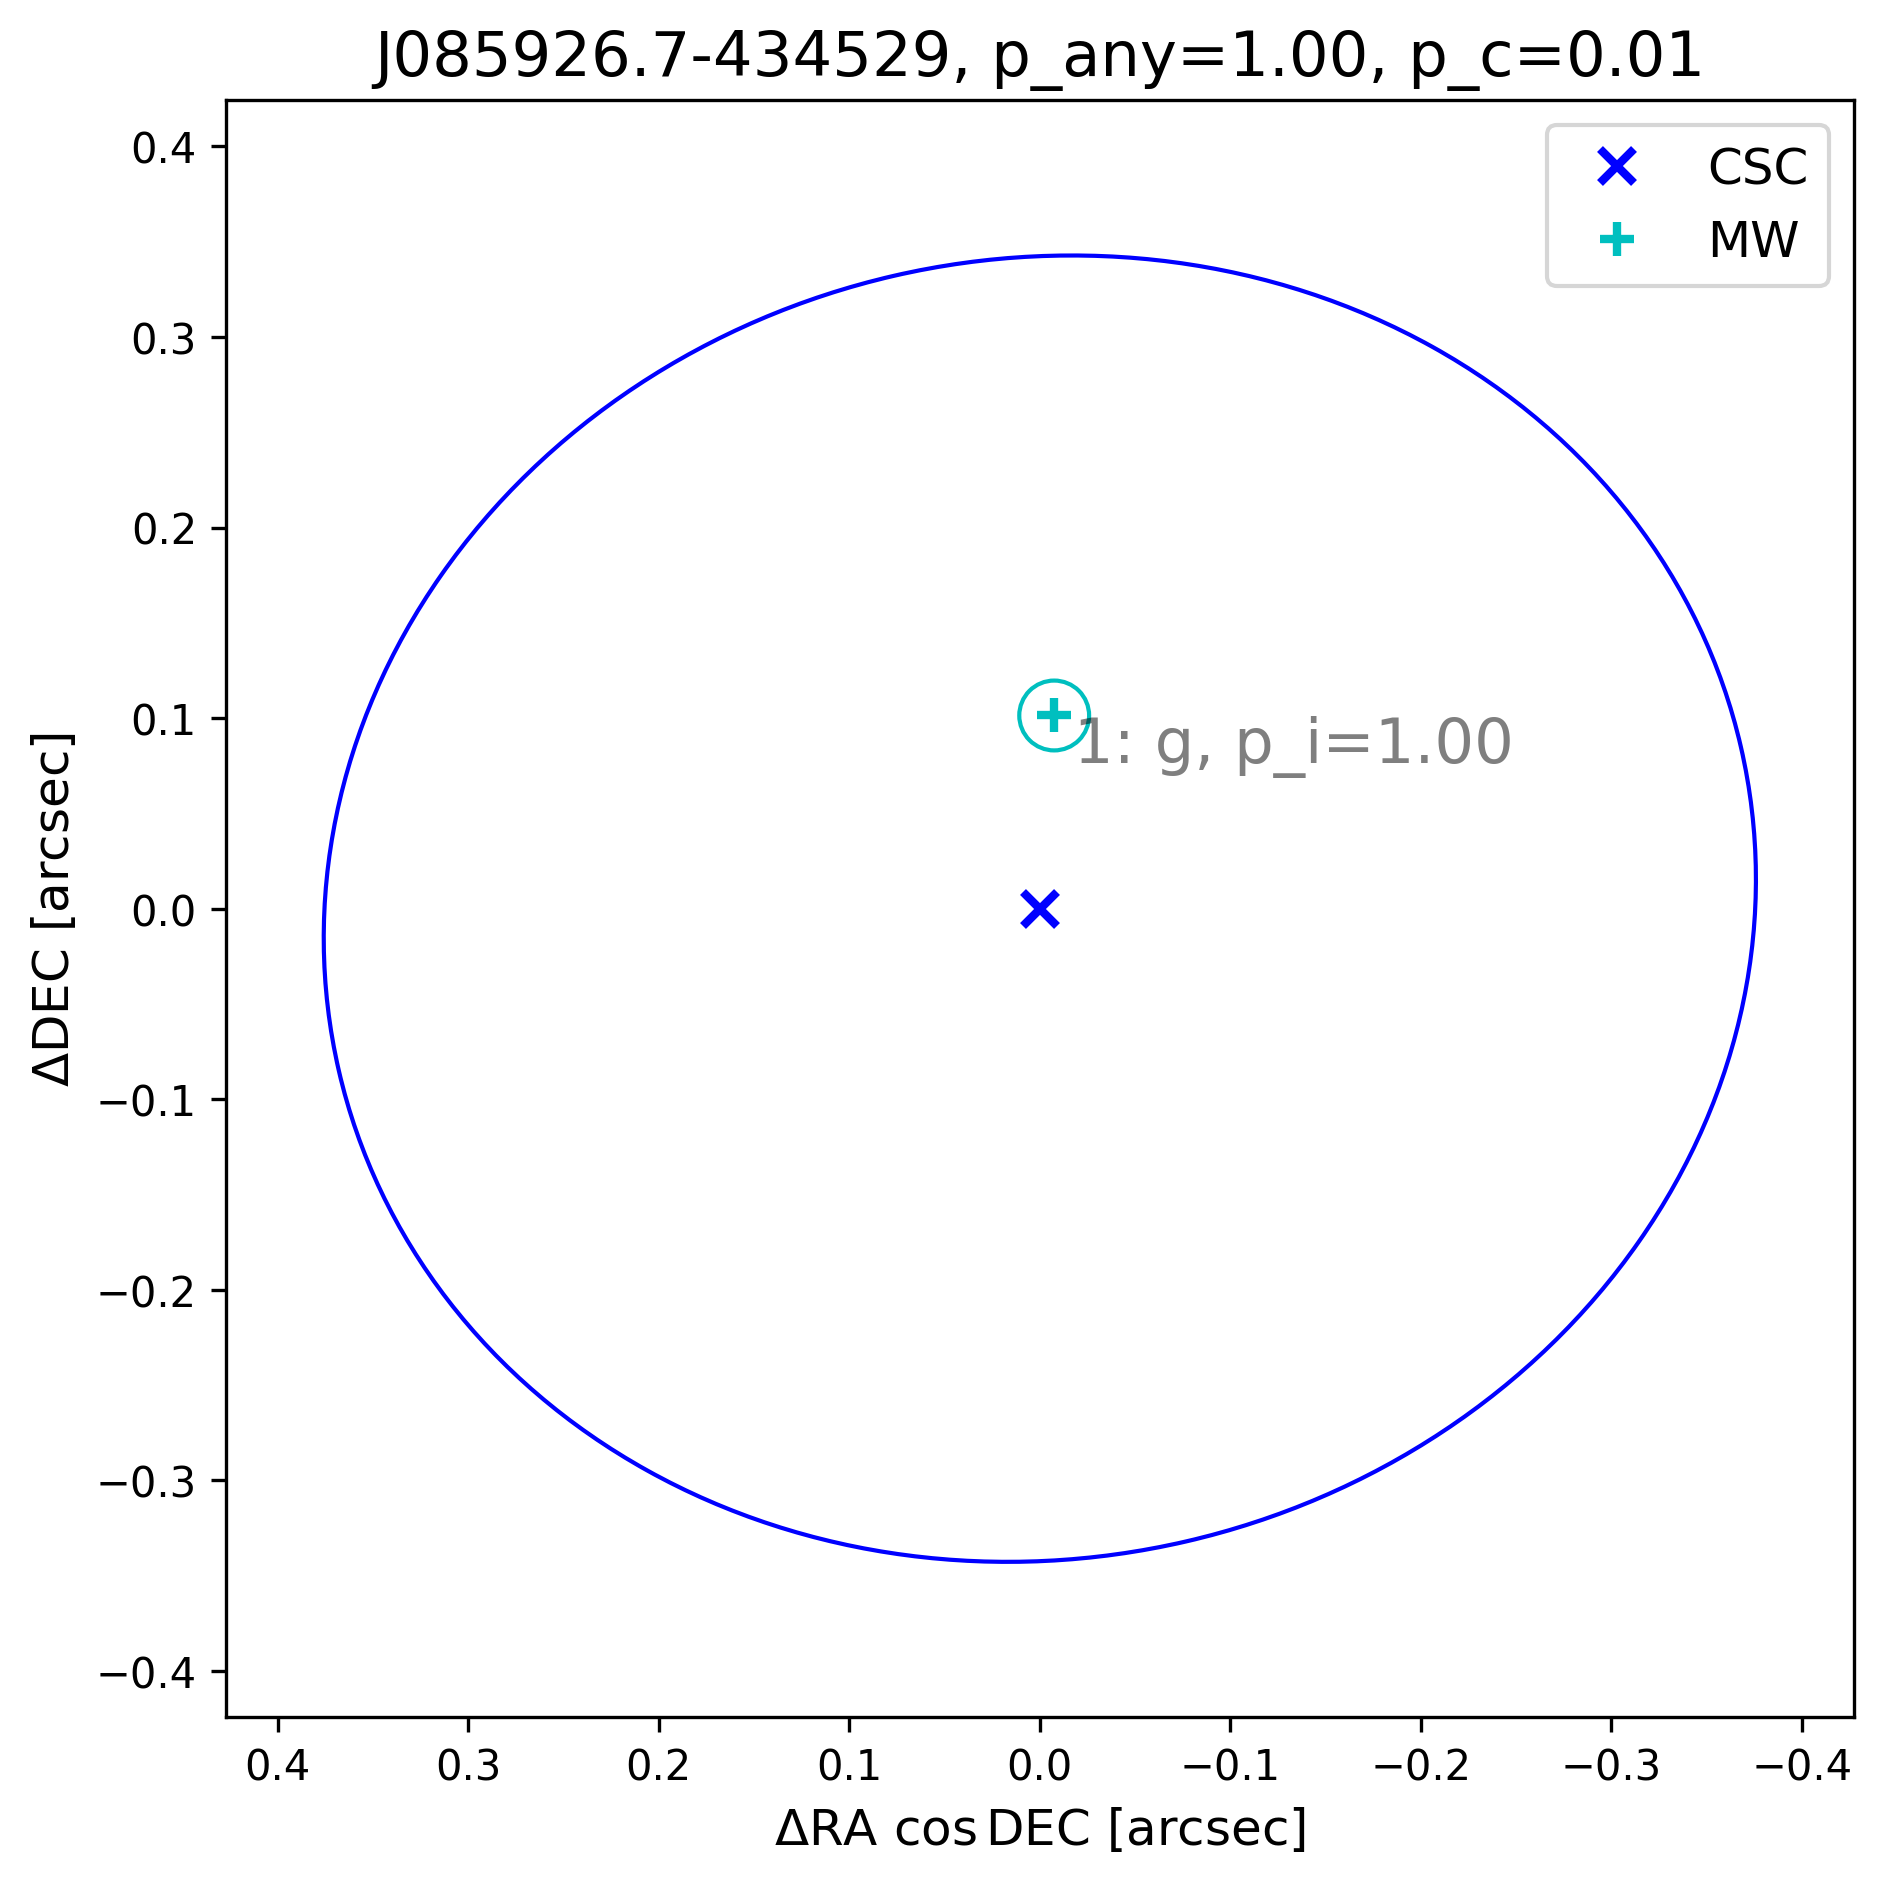 J085926.7-434529, p_any=1.00, p_c=0.01
CSC
MW
1: g, p_i=1.00
ΔDEC [arcsec]
0.4
0.3
0.2
0.1
0.0
−0.1
−0.2
−0.3
−0.4
0.4 0.3 0.2 0.1 0.0 −0.1 −0.2 −0.3 −0.4
ΔRA cos DEC [arcsec]